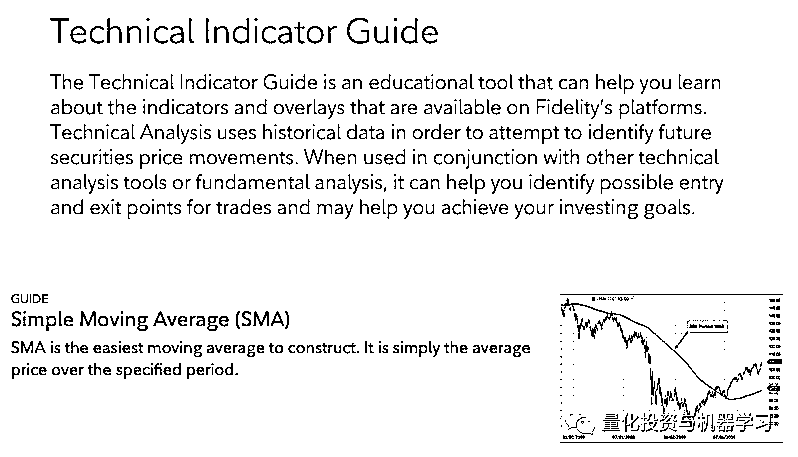 Technical Indicator Guide
The Technical Indicator Guide is an educational tool that can help you learn
about the indicators and overlays that are available on Fidelity's platforms.
Technical Analysis uses historical data in order to attempt to identify future
securities price movements. When used in conjunction with other technical
analysis tools or fundamental analysis, it can help you identify possible entry
and exit points for trades and may help you achieve your investing goals.
GUIDE
Simple Moving Average (SMA)
SMA is the easiest moving average to construct. It is simply the average
price over the specified period.
量化投资与机器学习